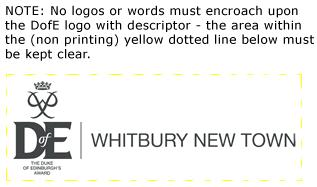 NOTE: No logos or words must encroach upon
the DofE logo with descriptor - the area within
the (non printing) yellow dotted line below must
be kept clear.
DofE
THE DUKE
OF EDINBURGH'S
AWARD
WHITBURY NEW TOWN